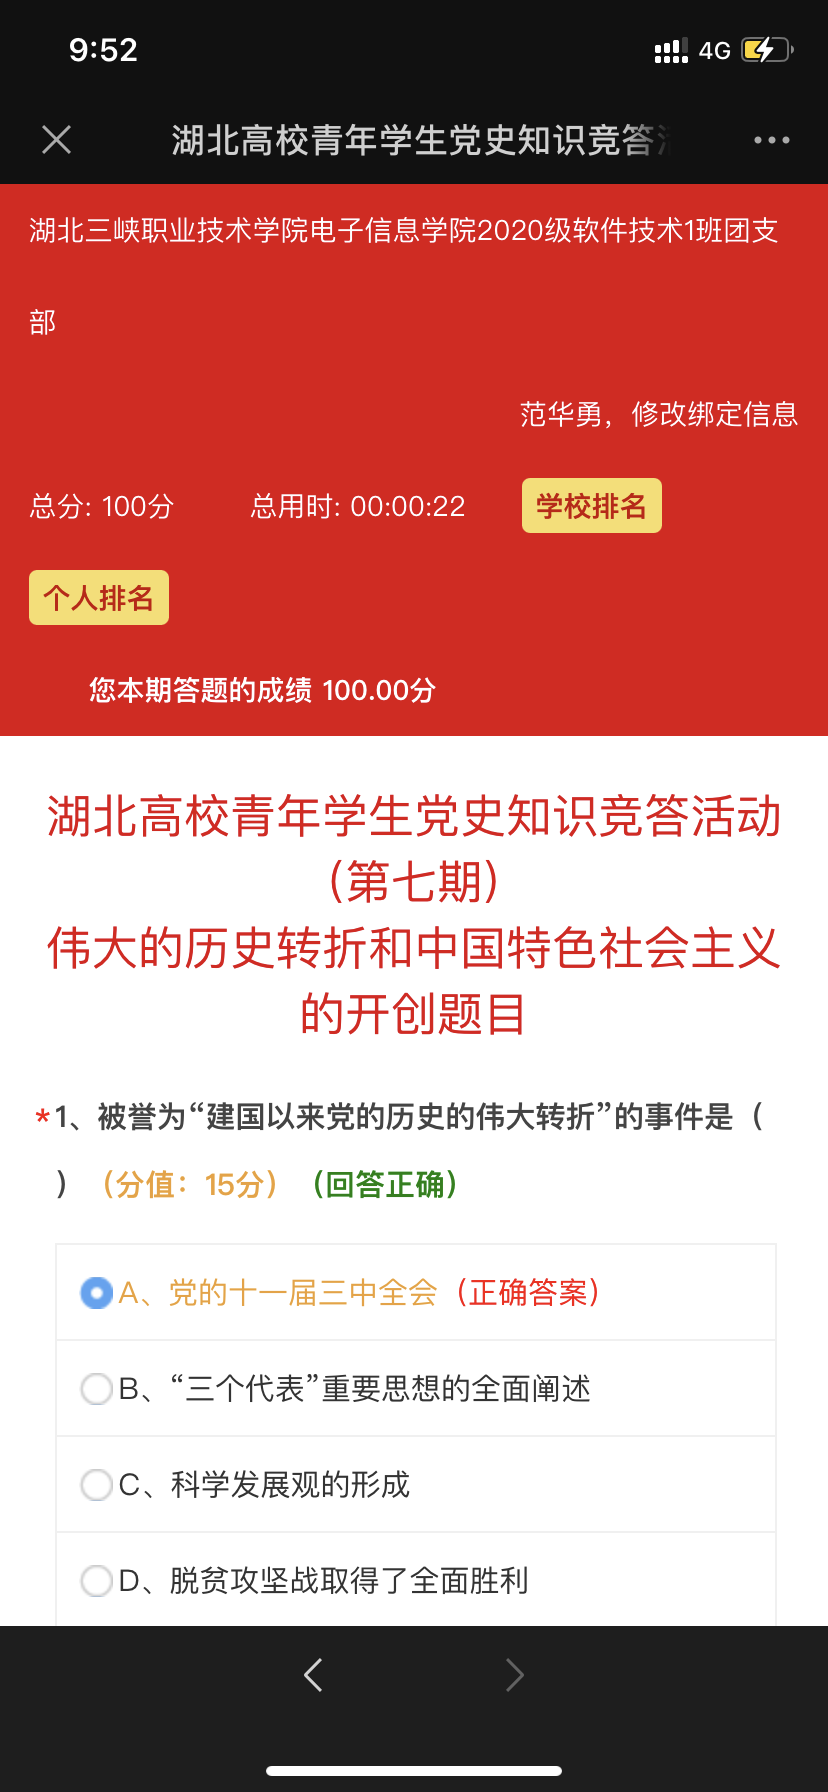 9:52
4G
湖北高校青年学生党史知识竞答
湖北三峡职业技术学院电子信息学院2020级软件技术1班团支
部
范华勇，修改绑定信息
总分: 100分 总用时: 00:00:22 学校排名
个人排名
您本期答题的成绩 100.00分
湖北高校青年学生党史知识竞答活动
（第七期）
伟大的历史转折和中国特色社会主义
的开创题目
*1、被誉为“建国以来党的历史的伟大转折”的事件是（
）（分值：15分）（回答正确）
A、党的十一届三中全会（正确答案）
B、“三个代表”重要思想的全面阐述
C、科学发展观的形成
D、脱贫攻坚战取得了全面胜利